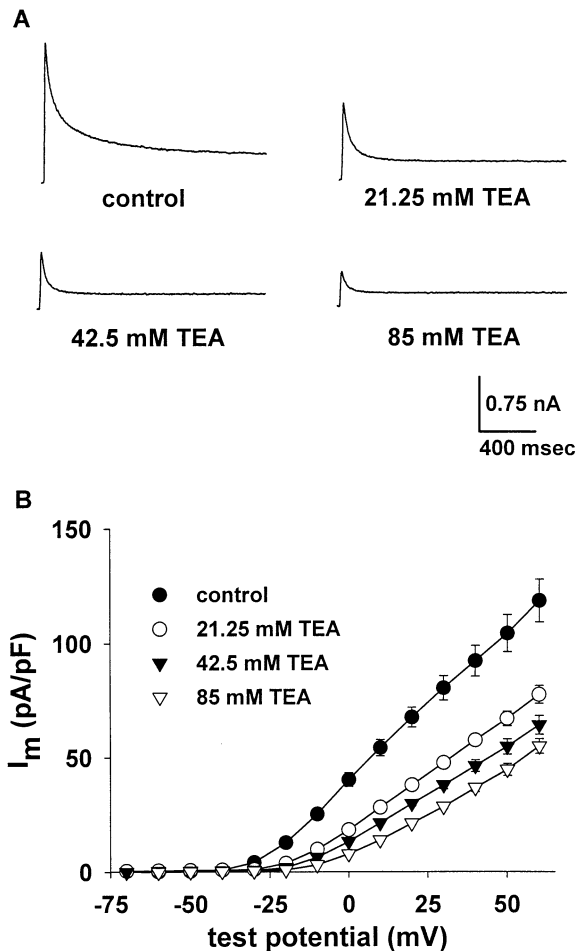 A
control
21.25 mM TEA
42.5 mM TEA
85 mM TEA
0.75 nA
400 msec
B
150
100
50
0
Im (pA/pF)
control
21.25 mM TEA
42.5 mM TEA
85 mM TEA
-75
-50
-25
0
25
50
test potential (mV)